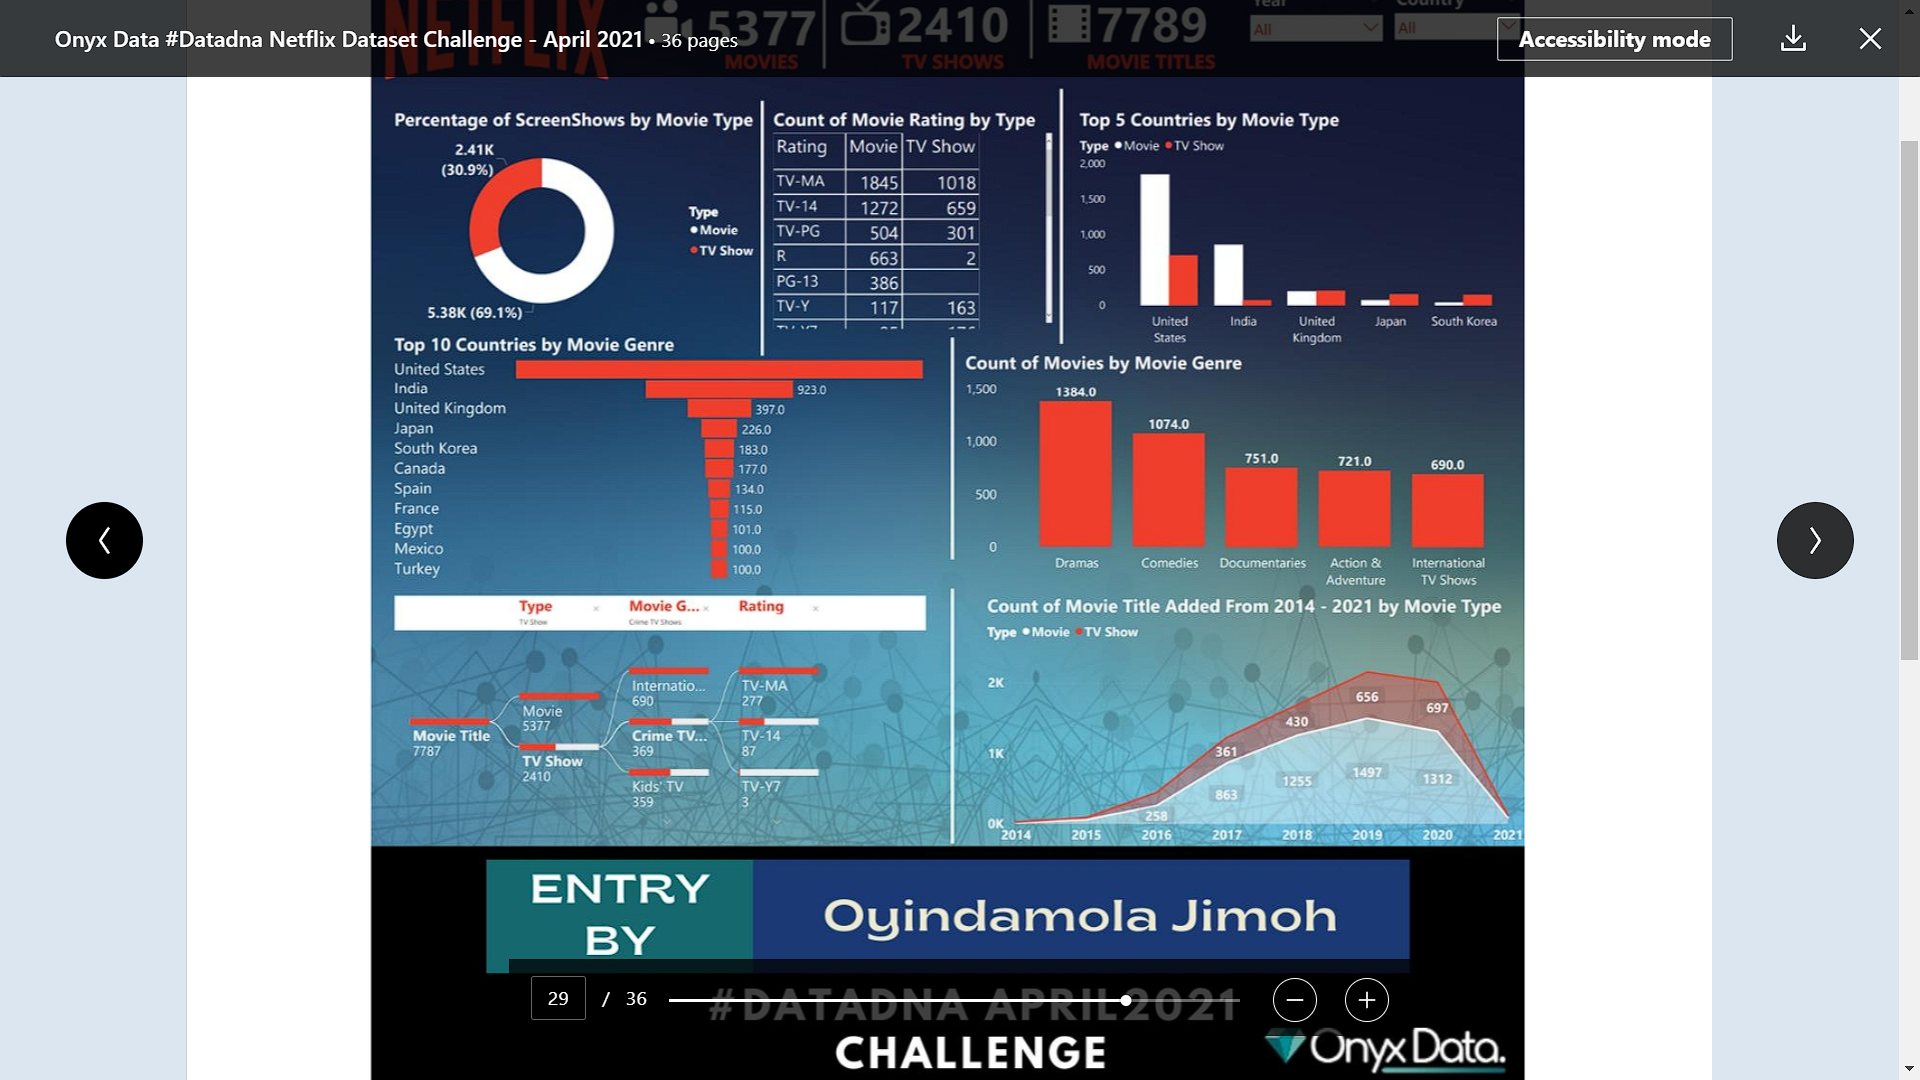 Onyx Data #Datadna Netflix Dataset Challenge - April 2021 • 36 pages
Accessibility mode
NETFLIX
5377
MOVIES
2410
TV SHOWS
7789
MOVIE TITLES
Year
All
Country
All
Percentage of ScreenShows by Movie Type
2.41K
(30.9%)
5.38K (69.1%)
Type
Movie
TV Show
Count of Movie Rating by Type
Rating Movie TV Show
TV-MA 1845 1018
TV-14 1272 659
TV-PG 504 301
R 663 2
PG-13 386
TV-Y 117 163
Top 5 Countries by Movie Type
Type Movie TV Show
2,000
1,500
1,000
500
0
United States
India
United Kingdom
Japan
South Korea
Top 10 Countries by Movie Genre
United States
India 923.0
United Kingdom 397.0
Japan 226.0
South Korea 183.0
Canada 177.0
Spain 134.0
France 115.0
Egypt 101.0
Mexico 100.0
Turkey 100.0
Count of Movies by Movie Genre
1,500
1,000
500
0
1384.0
1074.0
751.0
721.0
690.0
Dramas
Comedies
Documentaries
Action &
Adventure
International
TV Shows
Type × Movie G... × Rating ×
TV Show Crime TV Shows
Movie Title
7787
Movie
5377
TV Show
2410
Internatio...
690
Crime TV...
369
Kids' TV
359
TV-MA
277
TV-14
87
TV-Y7
3
Count of Movie Title Added From 2014 - 2021 by Movie Type
Type Movie TV Show
2K
1K
0K
361
430
656
697
258
863
1255
1497
1312
2014 2015 2016 2017 2018 2019 2020 2021
ENTRY
BY
Oyindamola Jimoh
29 / 36
#DATADNA APRIL 2021
CHALLENGE
Onyx Data.